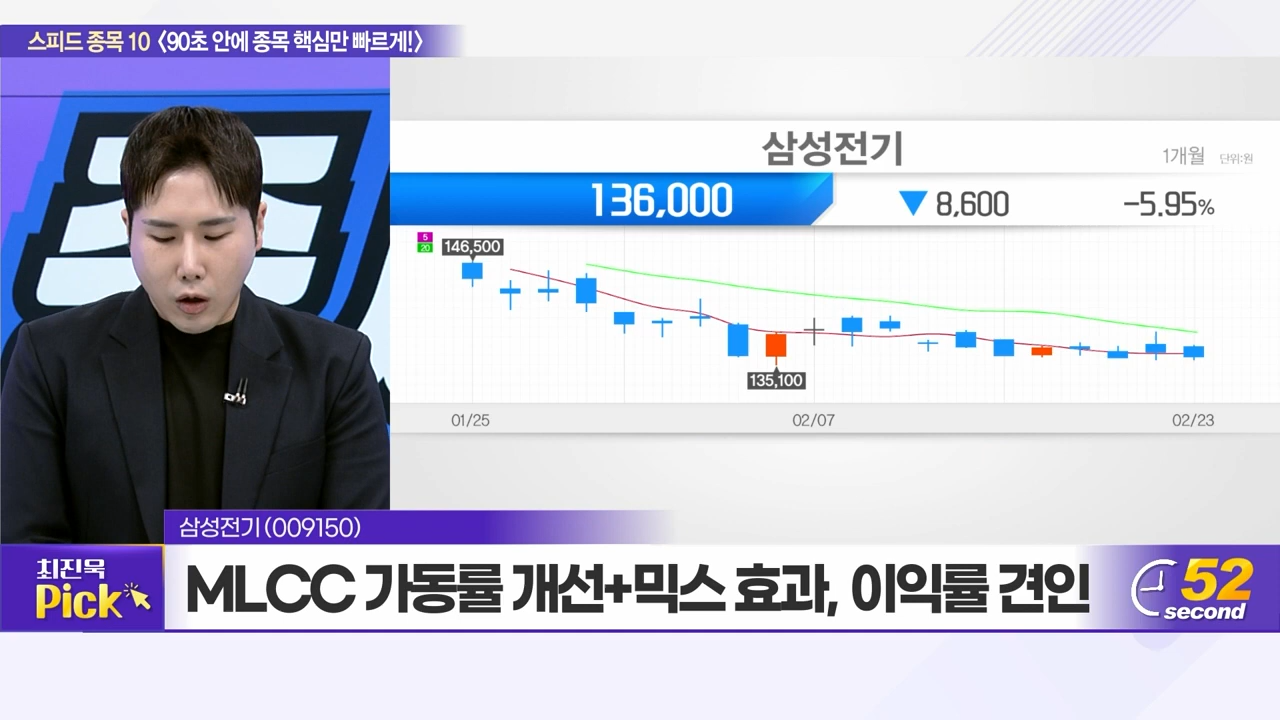 스피드 종목 10 〈90초 안에 종목 핵심만 빠르게!〉
삼성전기
1개월 단위:원
136,000 ▼ 8,600 -5.95%
5
20
146,500
135,100
01/25 02/07 02/23
삼성전기(009150)
최진욱
Pick
MLCC 가동률 개선+믹스 효과, 이익률 견인
52
second